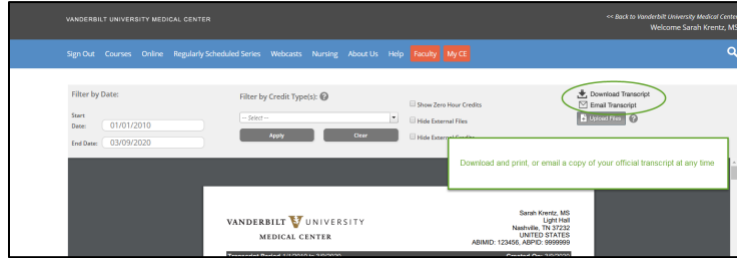 VANDERBILT UNIVERSITY MEDICAL CENTER
<< Back to Vanderbilt University Medical Center
Welcome Sarah Krentz, MS
Sign Out Courses Online Regularly Scheduled Series Webcasts Nursing About Us Help Faculty My CE
Filter by Date:
Start
Date: 01/01/2010
End Date: 03/09/2020
Filter by Credit Type(s):
-- Select --
Apply Clear
Show Zero Hour Credits
Hide External Files
Hide External Credits
Download Transcript
Email Transcript
Upload Files
Download and print, or email a copy of your official transcript at any time
VANDERBILT V UNIVERSITY
MEDICAL CENTER
Sarah Krentz, MS
Light Hall
Nashville, TN 37232
UNITED STATES
ABIMID: 123456, ABPID: 9999999